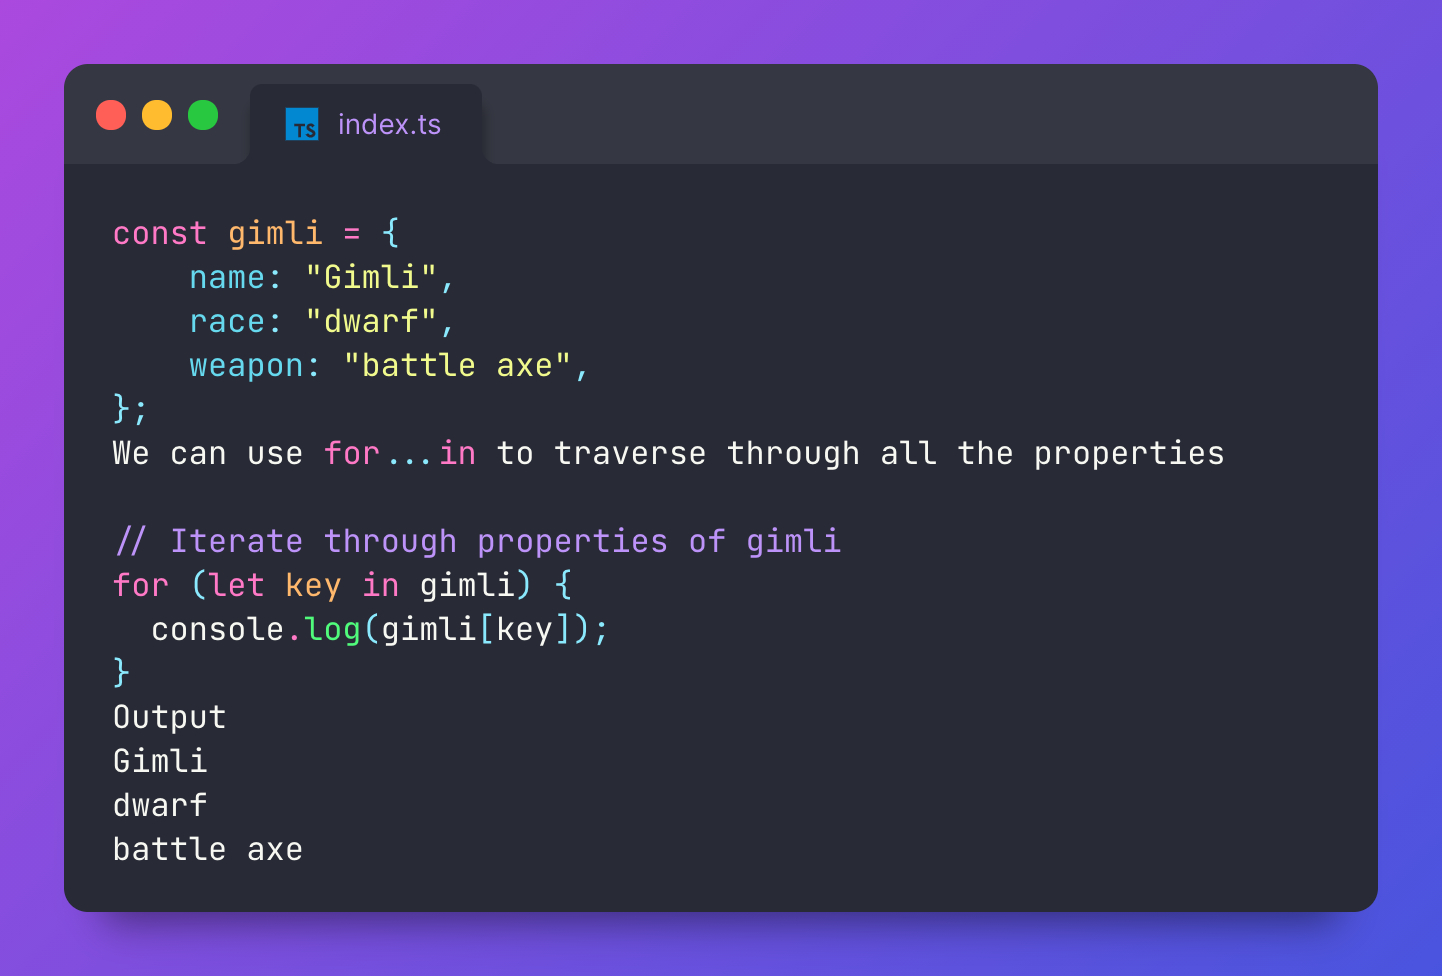 TS index.ts
const gimli = {
    name: "Gimli",
    race: "dwarf",
    weapon: "battle axe",
};
We can use for...in to traverse through all the properties

// Iterate through properties of gimli
for (let key in gimli) {
  console.log(gimli[key]);
}
Output
Gimli
dwarf
battle axe